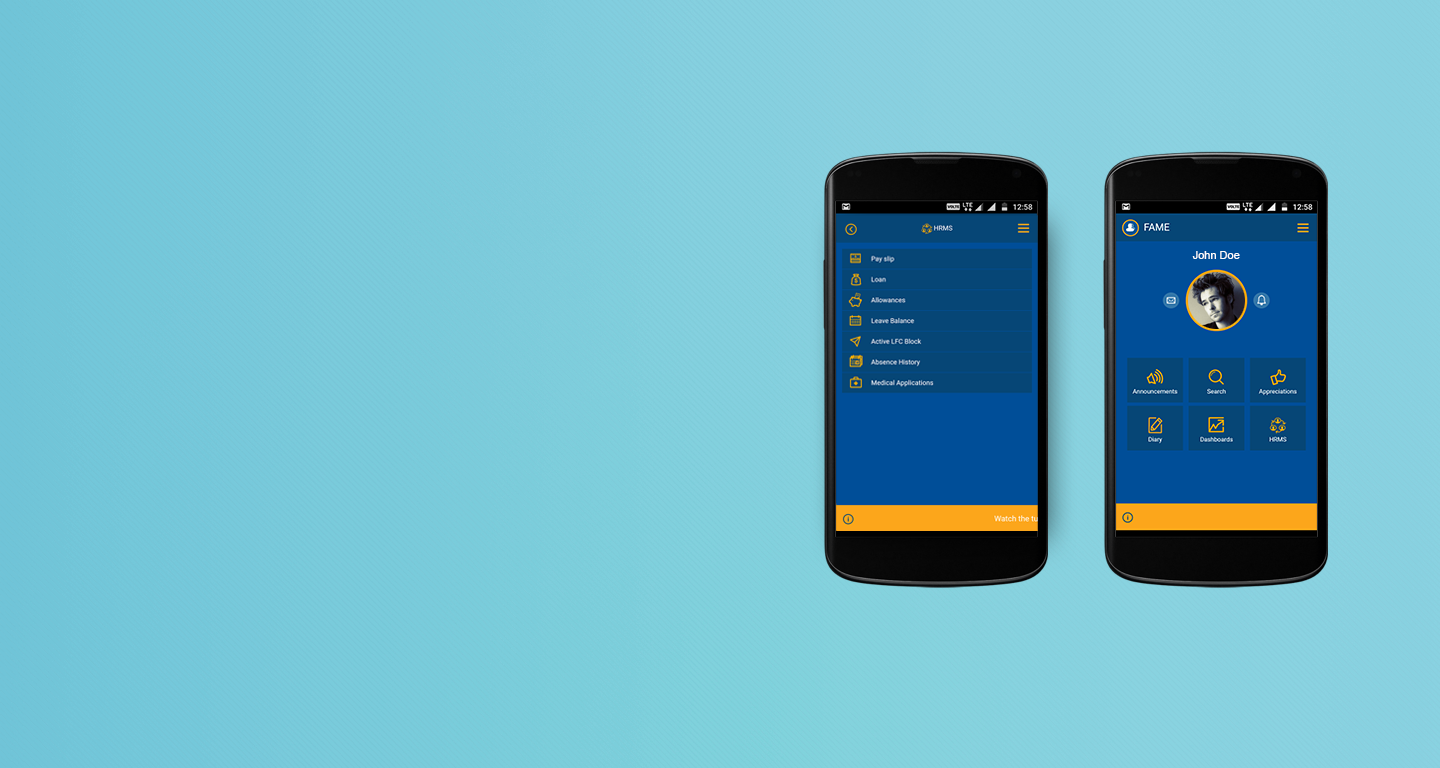 VoLTE LTE 12:58
HRMS
Pay slip
Loan
Allowances
Leave Balance
Active LFC Block
Absence History
Medical Applications
Watch the tu
VoLTE LTE 12:58
FAME
John Doe
Announcements
Search
Appreciations
Diary
Dashboards
HRMS